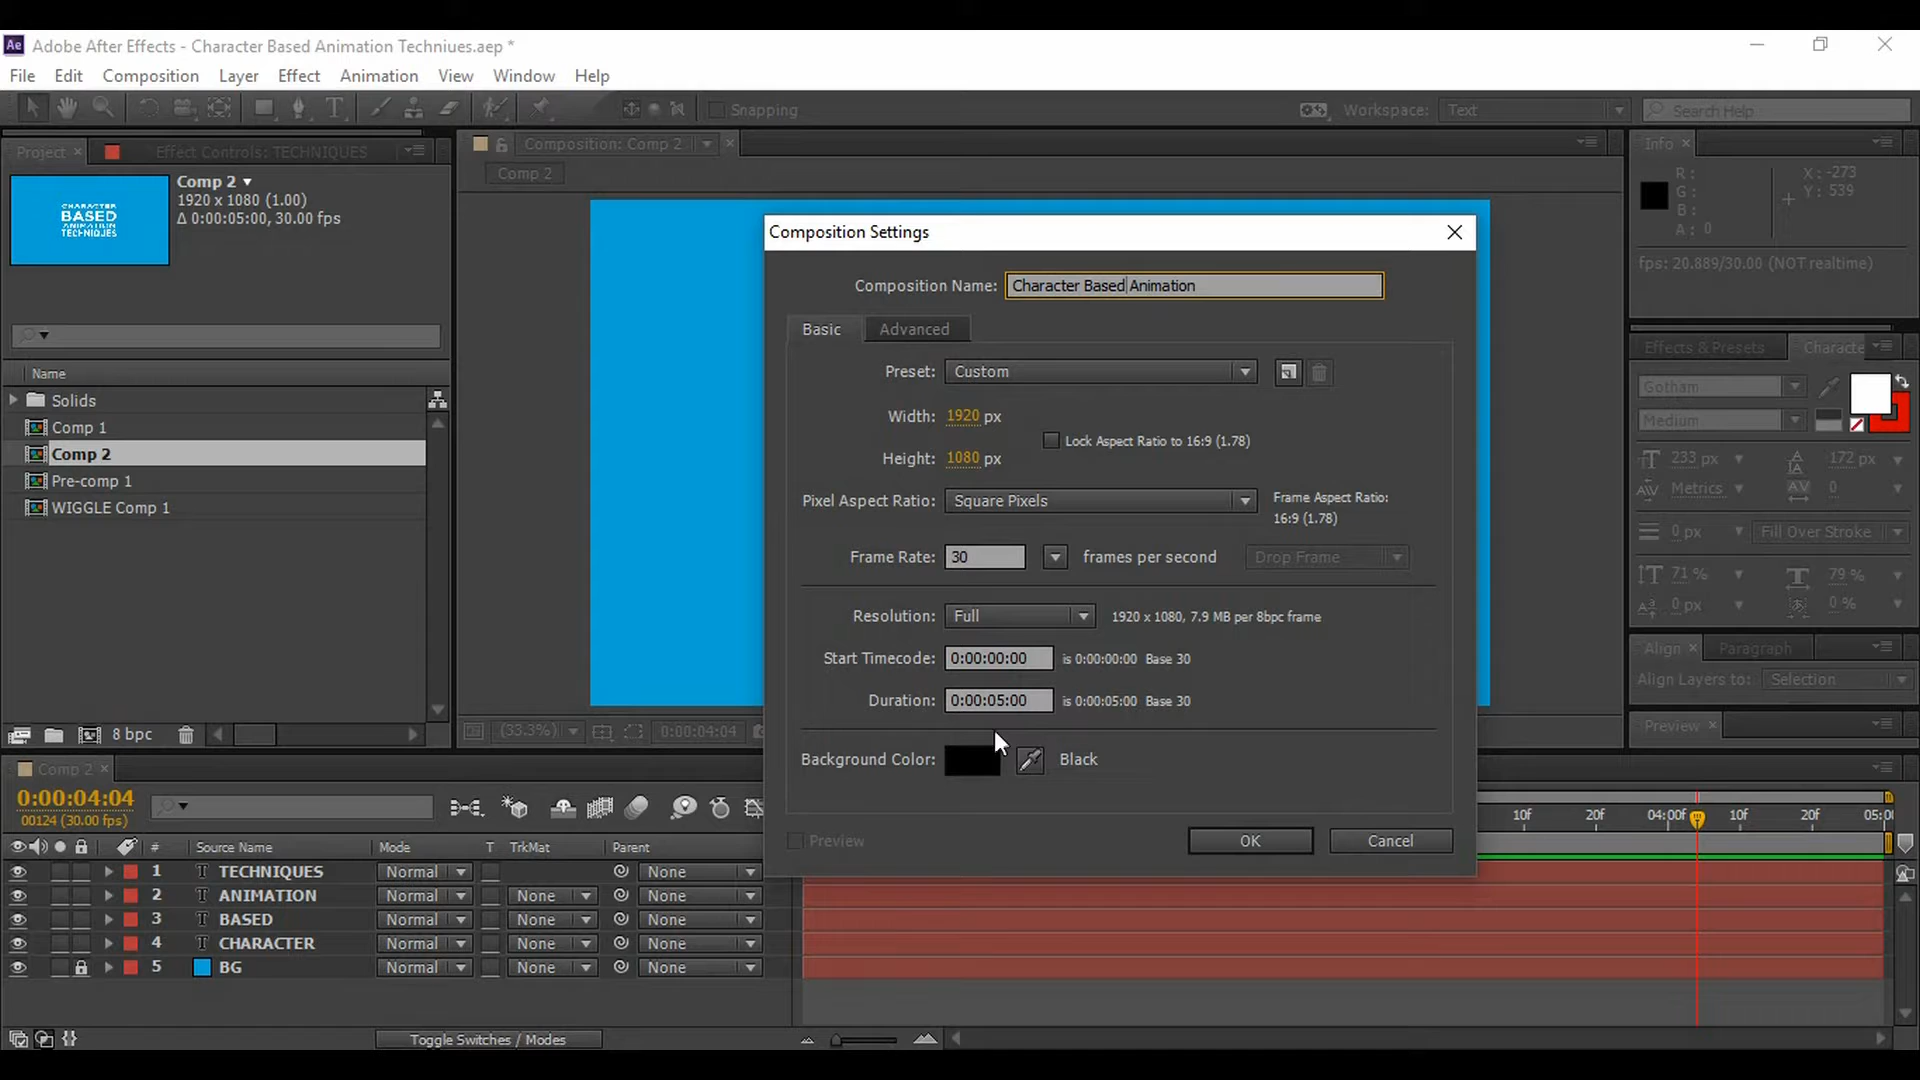 Ae Adobe After Effects - Character Based Animation Techniues.aep *
File Edit Composition Layer Effect Animation View Window Help
Snapping
Workspace: Text
Search Help
Project
Effect Controls: TECHNIQUES
Comp 2
1920 x 1080 (1.00)
Δ 0:00:05:00, 30.00 fps
CHARACTER
BASED
ANIMATION
TECHNIQUES
Name
Solids
Comp 1
Comp 2
Pre-comp 1
WIGGLE Comp 1
8 bpc
Composition: Comp 2
Comp 2
(33.3%)
0:00:04:04
Composition Settings
Composition Name: Character Based Animation
Basic Advanced
Preset: Custom
Width: 1920 px
Lock Aspect Ratio to 16:9 (1.78)
Height: 1080 px
Pixel Aspect Ratio: Square Pixels
Frame Aspect Ratio:
16:9 (1.78)
Frame Rate: 30 frames per second Drop Frame
Resolution: Full 1920 x 1080, 7.9 MB per 8bpc frame
Start Timecode: 0:00:00:00 is 0:00:00:00 Base 30
Duration: 0:00:05:00 is 0:00:05:00 Base 30
Background Color: Black
Preview
OK
Cancel
Info
R :
G :
B :
A : 0
X : -273
Y : 539
fps: 20.889/30.00 (NOT realtime)
Effects & Presets Characte
Gotham
Medium
233 px 172 px
Metrics 0
0 px Fill Over Stroke
71 % 79 %
0 px 0 %
Align Paragraph
Align Layers to: Selection
Preview
Comp 2
0:00:04:04
00124 (30.00 fps)
10f 20f 04:00f 10f 20f 05:0
# Source Name Mode T TrkMat Parent
1 T TECHNIQUES Normal None
2 T ANIMATION Normal None None
3 T BASED Normal None None
4 T CHARACTER Normal None None
5 BG Normal None None
Toggle Switches / Modes